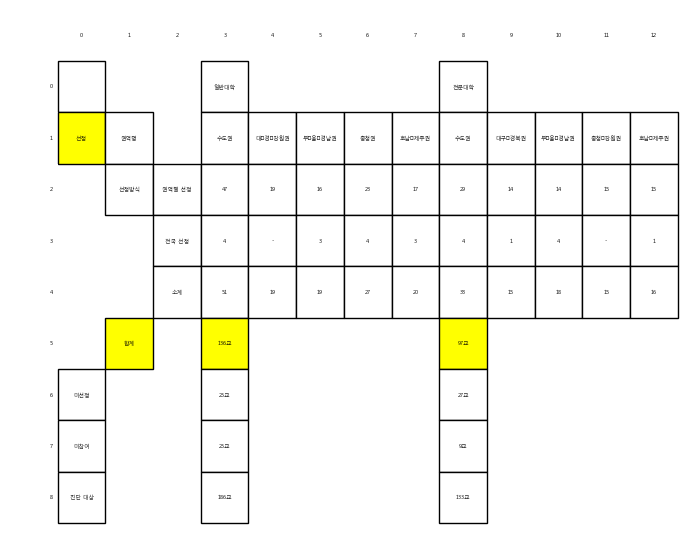 0 1 2 3 4 5 6 7 8 9 10 11 12
0 일반대학 전문대학
1 선정 권역별 수도권 대□경□강원권 부□울□경남권 충청권 호남□제주권 수도권 대구□경북권 부□울□경남권 충청□강원권 호남□제주권
2 선정방식 권역별 선정 47 19 16 23 17 29 14 14 15 15
3 전국 선정 4 - 3 4 3 4 1 4 - 1
4 소계 51 19 19 27 20 33 15 18 15 16
5 합계 136교 97교
6 미선정 25교 27교
7 미참여 25교 9교
8 진단 대상 186교 133교